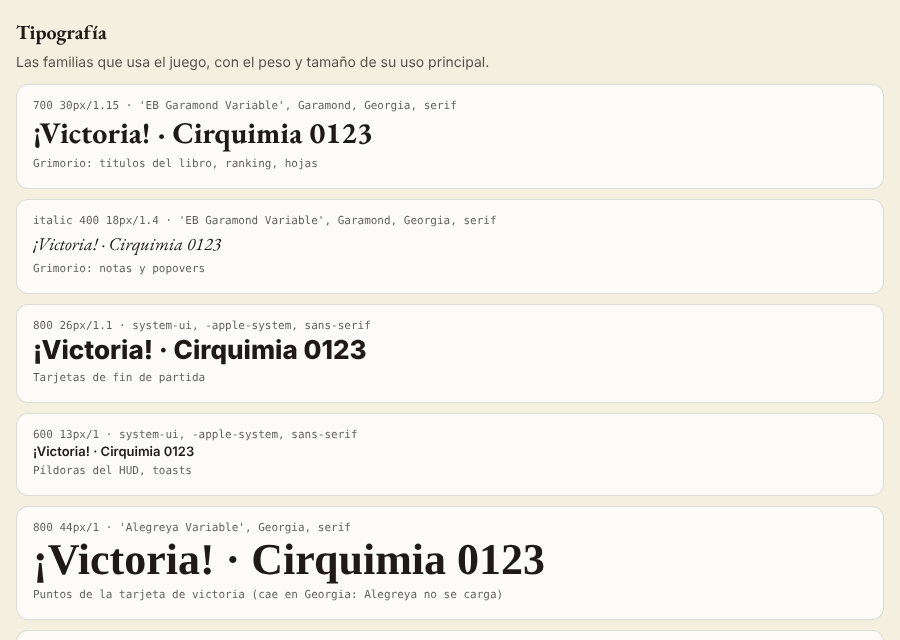 Tipografía
Las familias que usa el juego, con el peso y tamaño de su uso principal.
700 30px/1.15 · 'EB Garamond Variable', Garamond, Georgia, serif
¡Victoria! · Cirquimia 0123
Grimorio: títulos del libro, ranking, hojas
italic 400 18px/1.4 · 'EB Garamond Variable', Garamond, Georgia, serif
¡Victoria! · Cirquimia 0123
Grimorio: notas y popovers
800 26px/1.1 · system-ui, -apple-system, sans-serif
¡Victoria! · Cirquimia 0123
Tarjetas de fin de partida
600 13px/1 · system-ui, -apple-system, sans-serif
¡Victoria! · Cirquimia 0123
Píldoras del HUD, toasts
800 44px/1 · 'Alegreya Variable', Georgia, serif
¡Victoria! · Cirquimia 0123
Puntos de la tarjeta de victoria (cae en Georgia: Alegreya no se carga)